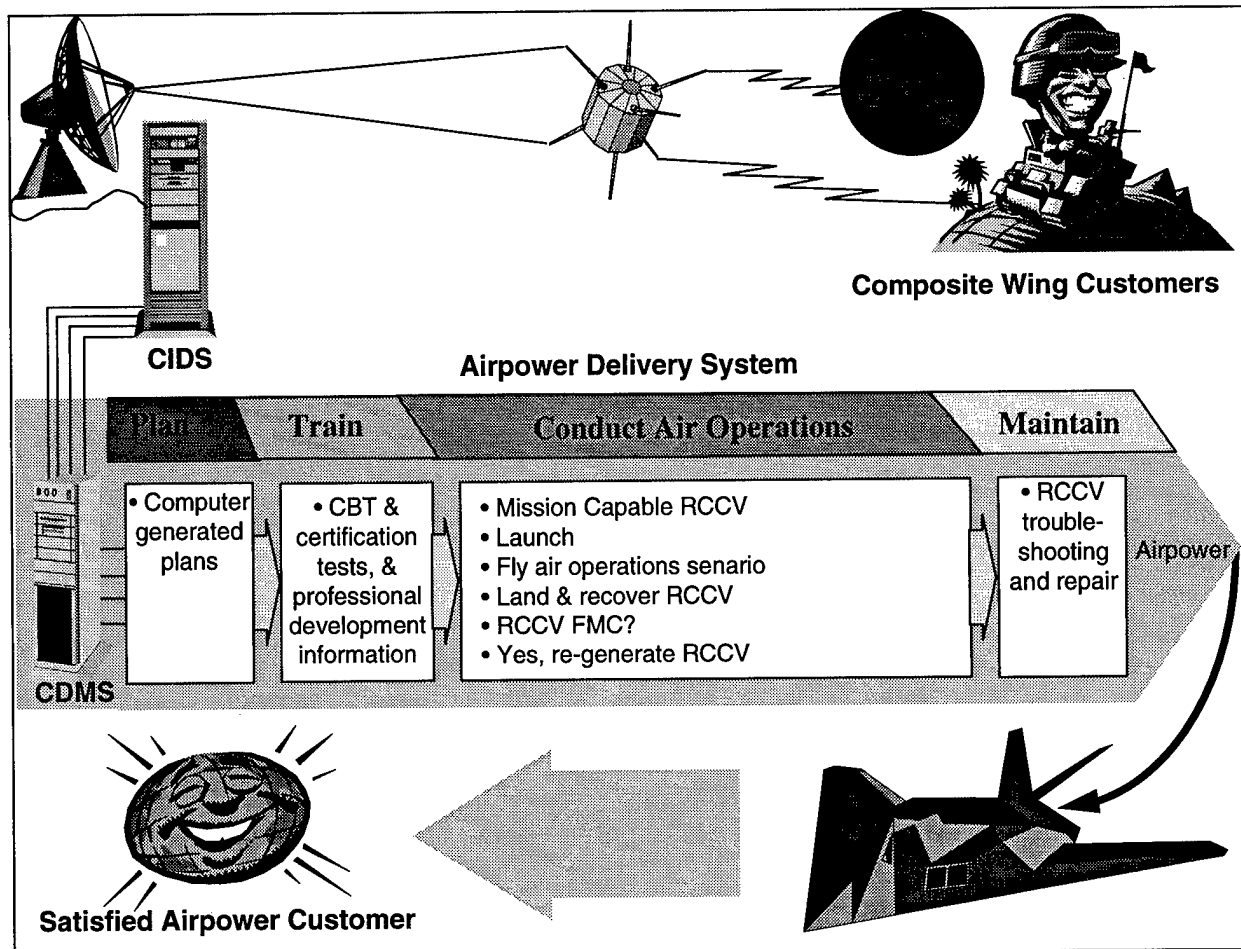 Composite Wing Customers
CIDS
Airpower Delivery System
Plan
Train
Conduct Air Operations
Maintain
• Computer
generated
plans
• CBT &
certification
tests, &
professional
development
information
• Mission Capable RCCV
• Launch
• Fly air operations senario
• Land & recover RCCV
• RCCV FMC?
• Yes, re-generate RCCV
• RCCV
trouble-
shooting
and repair
Airpower
CDMS
Satisfied Airpower Customer